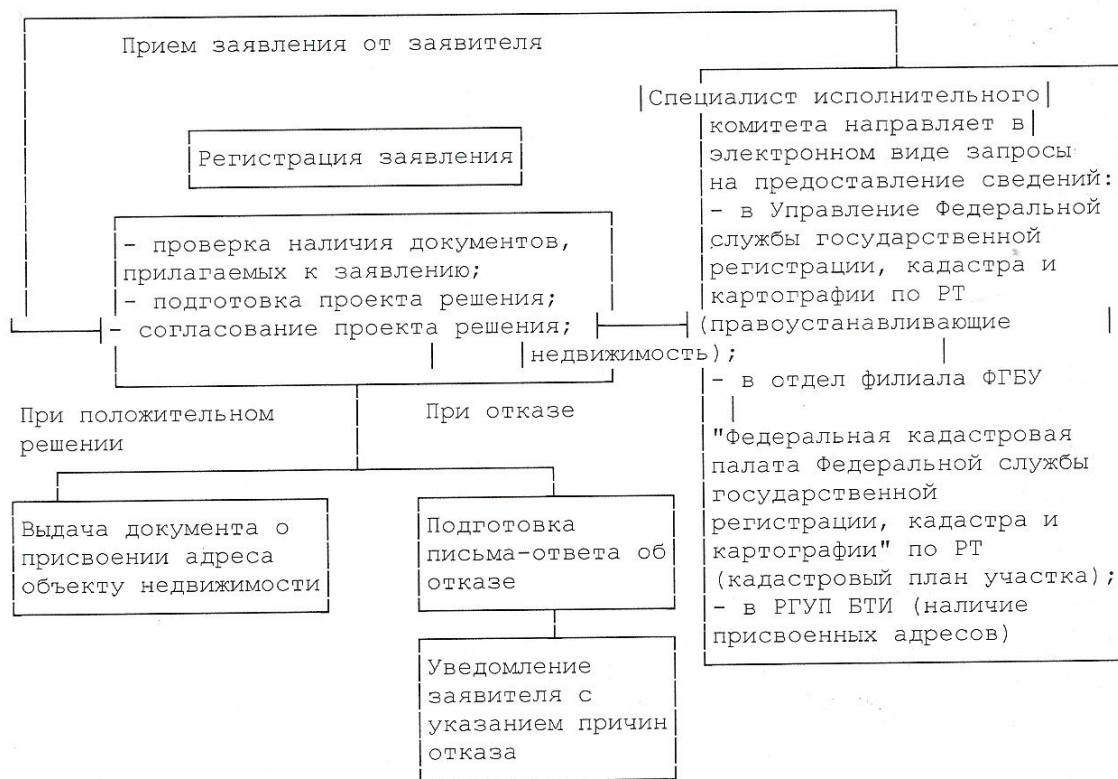 Прием заявления от заявителя
Регистрация заявления
- проверка наличия документов,
прилагаемых к заявлению;
- подготовка проекта решения;
- согласование проекта решения;
При положительном
решении
При отказе
Выдача документа о
присвоении адреса
объекту недвижимости
Подготовка
письма-ответа об
отказе
Уведомление
заявителя с
указанием причин
отказа
Специалист исполнительного
комитета направляет в
электронном виде запросы
на предоставление сведений:
- в Управление Федеральной
службы государственной
регистрации, кадастра и
картографии по РТ
(правоустанавливающие
недвижимость);
- в отдел филиала ФГБУ
"Федеральная кадастровая
палата Федеральной службы
государственной
регистрации, кадастра и
картографии" по РТ
(кадастровый план участка);
- в РГУП БТИ (наличие
присвоенных адресов)